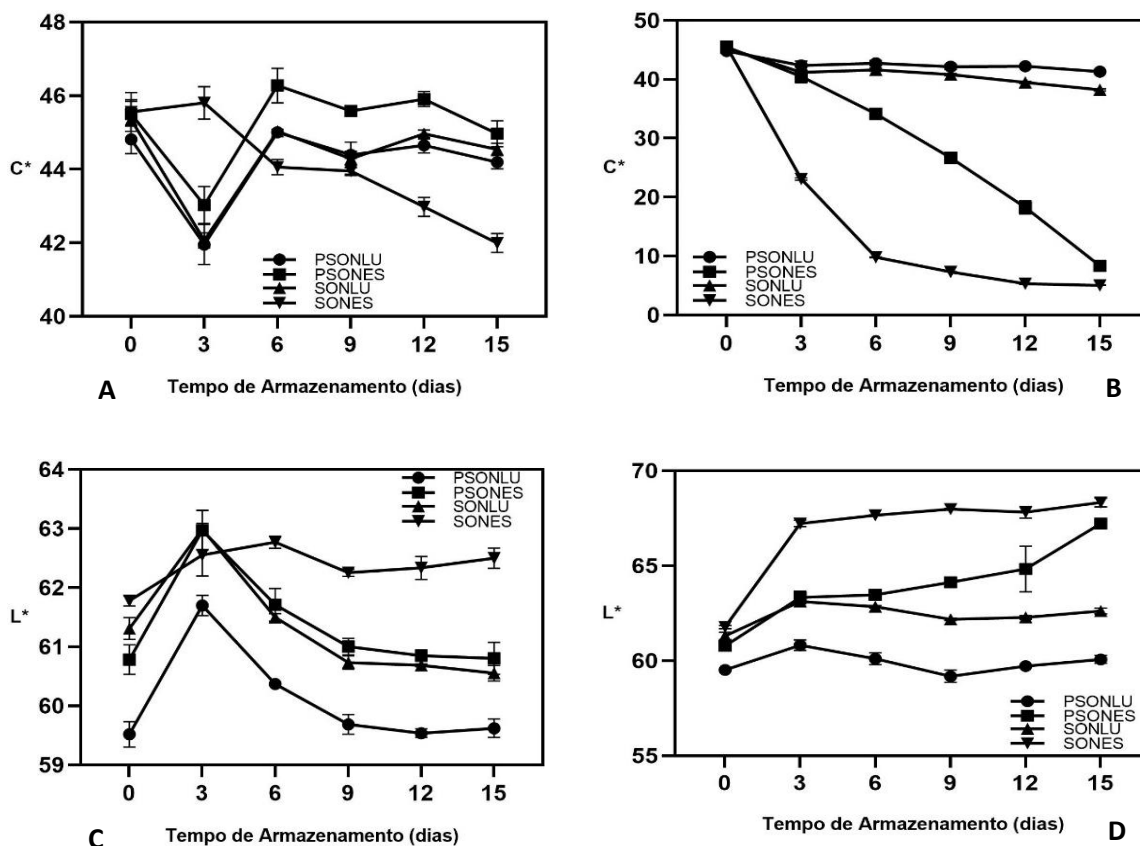 48
46
44
42
40
C*
PSONLU
PSONES
SONLU
SONES
0 3 6 9 12 15
Tempo de Armazenamento (dias)
A
50
40
30
20
10
0
C*
PSONLU
PSONES
SONLU
SONES
0 3 6 9 12 15
Tempo de Armazenamento (dias)
B
64
63
62
61
60
59
L*
PSONLU
PSONES
SONLU
SONES
0 3 6 9 12 15
Tempo de Armazenamento (dias)
C
70
65
60
55
L*
PSONLU
PSONES
SONLU
SONES
0 3 6 9 12 15
Tempo de Armazenamento (dias)
D